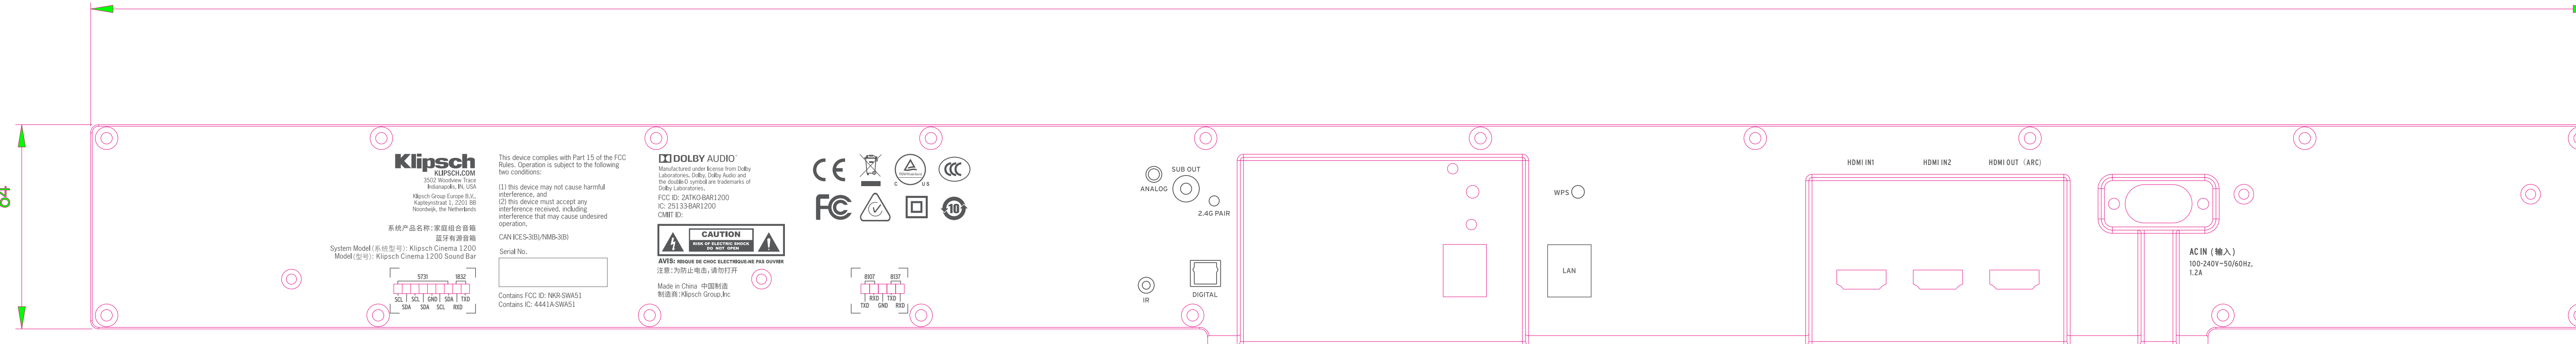 64
Klipsch
KLIPSCH.COM
3502 Woodview Trace
Indianapolis, IN, USA
Klipsch Group Europe B.V.,
Kapteynstraat 1, 2201 BB
Noordwijk, the Netherlands
系统产品名称：家庭组合音箱
蓝牙有源音箱
System Model (系统型号)：Klipsch Cinema 1200
Model (型号)：Klipsch Cinema 1200 Sound Bar
5731 1832
SCL SCL GND SDA TXD
SDA SDA SCL RXD
This device complies with Part 15 of the FCC
Rules. Operation is subject to the following
two conditions:
(1) this device may not cause harmful
interference, and
(2) this device must accept any
interference received, including
interference that may cause undesired
operation.
CAN ICES-3(B)/NMB-3(B)
Serial No.
Contains FCC ID: NKR-SWA51
Contains IC: 4441A-SWA51
DOLBY AUDIO™
Manufactured under license from Dolby
Laboratories. Dolby, Dolby Audio and
the double-D symbol are trademarks of
Dolby Laboratories.
FCC ID: 2ATKO-BAR1200
IC: 25133-BAR1200
CMIIT ID:
CAUTION
RISK OF ELECTRIC SHOCK
DO NOT OPEN
AVIS: RISQUE DE CHOC ELECTRIQUE-NE PAS OUVRIR
注意：为防止电击，请勿打开
Made in China 中国制造
制造商：Klipsch Group,Inc
CE
C US
CCC
FC
10
8107 8137
RXD TXD
TXD GND RXD
ANALOG
SUB OUT
2.4G PAIR
IR
DIGITAL
WPS
LAN
HDMI IN1
HDMI IN2
HDMI OUT（ARC)
AC IN (输入)
100-240V~50/60Hz,
1.2A